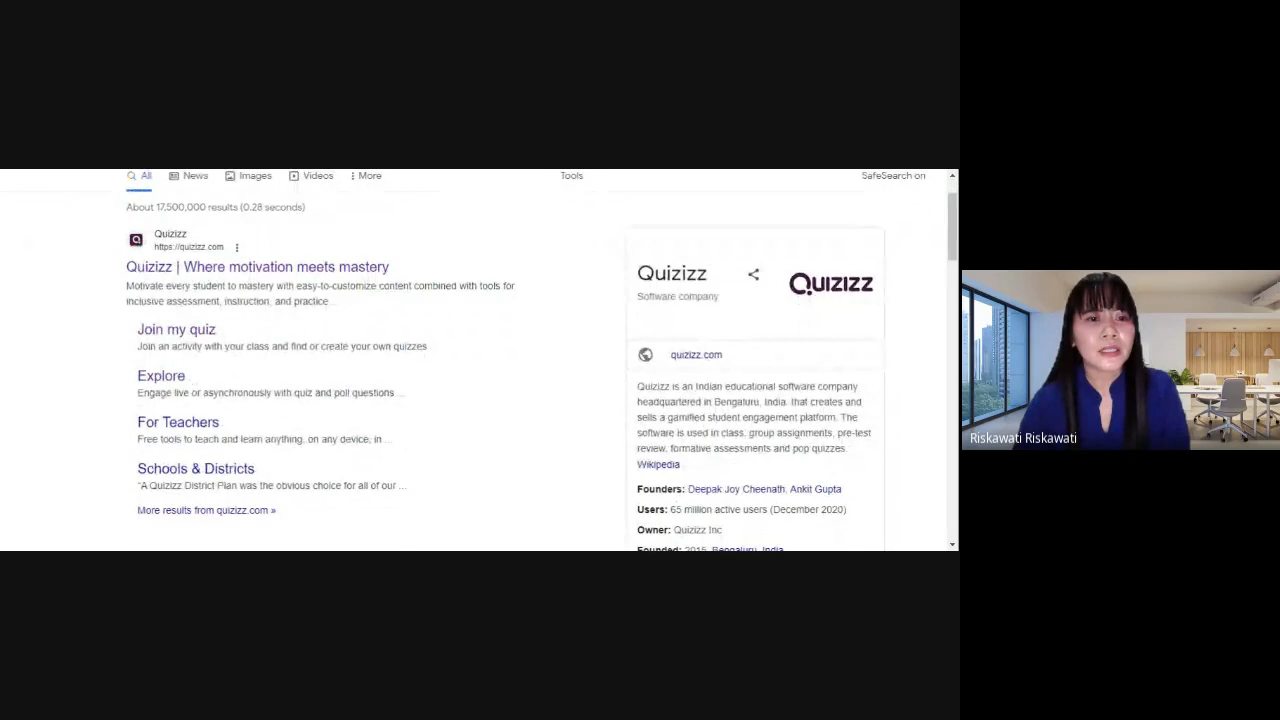 All News Images Videos More Tools SafeSearch on
About 17,500,000 results (0.28 seconds)
Quizizz
https://quizizz.com
Quizizz | Where motivation meets mastery
Motivate every student to mastery with easy-to-customize content combined with tools for
inclusive assessment, instruction, and practice
Join my quiz
Join an activity with your class and find or create your own quizzes
Explore
Engage live or asynchronously with quiz and poll questions ...
For Teachers
Free tools to teach and learn anything, on any device, in ...
Schools & Districts
"A Quizizz District Plan was the obvious choice for all of our ...
More results from quizizz.com »
Quizizz
Software company
QUIZIZZ
quizizz.com
Quizizz is an Indian educational software company
headquartered in Bengaluru, India. that creates and
sells a gamified student engagement platform. The
software is used in class, group assignments, pre-test
review, formative assessments and pop quizzes.
Wikipedia
Founders: Deepak Joy Cheenath, Ankit Gupta
Users: 65 million active users (December 2020)
Owner: Quizizz Inc
Founded: 2015, Bengaluru, India
Riskawati Riskawati